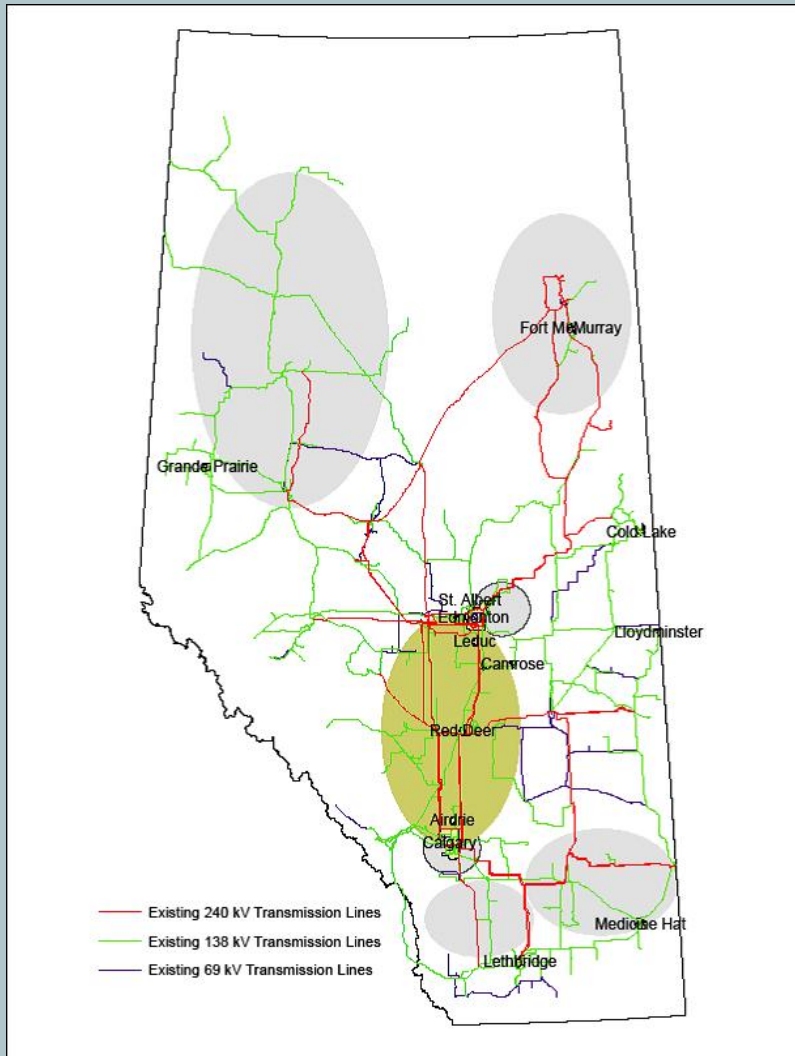 Fort McMurray
Grande Prairie
Cold Lake
St. Albert
Edmonton
Lloydminster
Leduc
Camrose
Red Deer
Airdrie
Calgary
Existing 240 kV Transmission Lines
Medicine Hat
Existing 138 kV Transmission Lines
Lethbridge
Existing 69 kV Transmission Lines